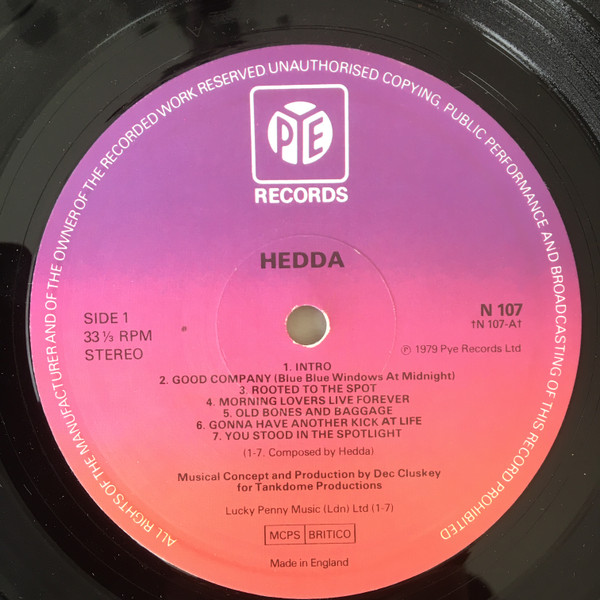 ALL RIGHTS OF THE MANUFACTURER AND OF THE OWNER OF THE RECORDED WORK RESERVED UNAUTHORISED COPYING, PUBLIC PERFORMANCE AND BROADCASTING OF THIS RECORD PROHIBITED
PYE
RECORDS
HEDDA
SIDE 1
33⅓ RPM
STEREO
N 107
†N 107-A†
℗ 1979 Pye Records Ltd
1. INTRO
2. GOOD COMPANY (Blue Blue Windows At Midnight)
3. ROOTED TO THE SPOT
4. MORNING LOVERS LIVE FOREVER
5. OLD BONES AND BAGGAGE
6. GONNA HAVE ANOTHER KICK AT LIFE
7. YOU STOOD IN THE SPOTLIGHT
(1-7. Composed by Hedda)
Musical Concept and Production by Dec Cluskey
for Tankdome Productions
Lucky Penny Music (Ldn) Ltd (1-7)
MCPS BRITICO
Made in England